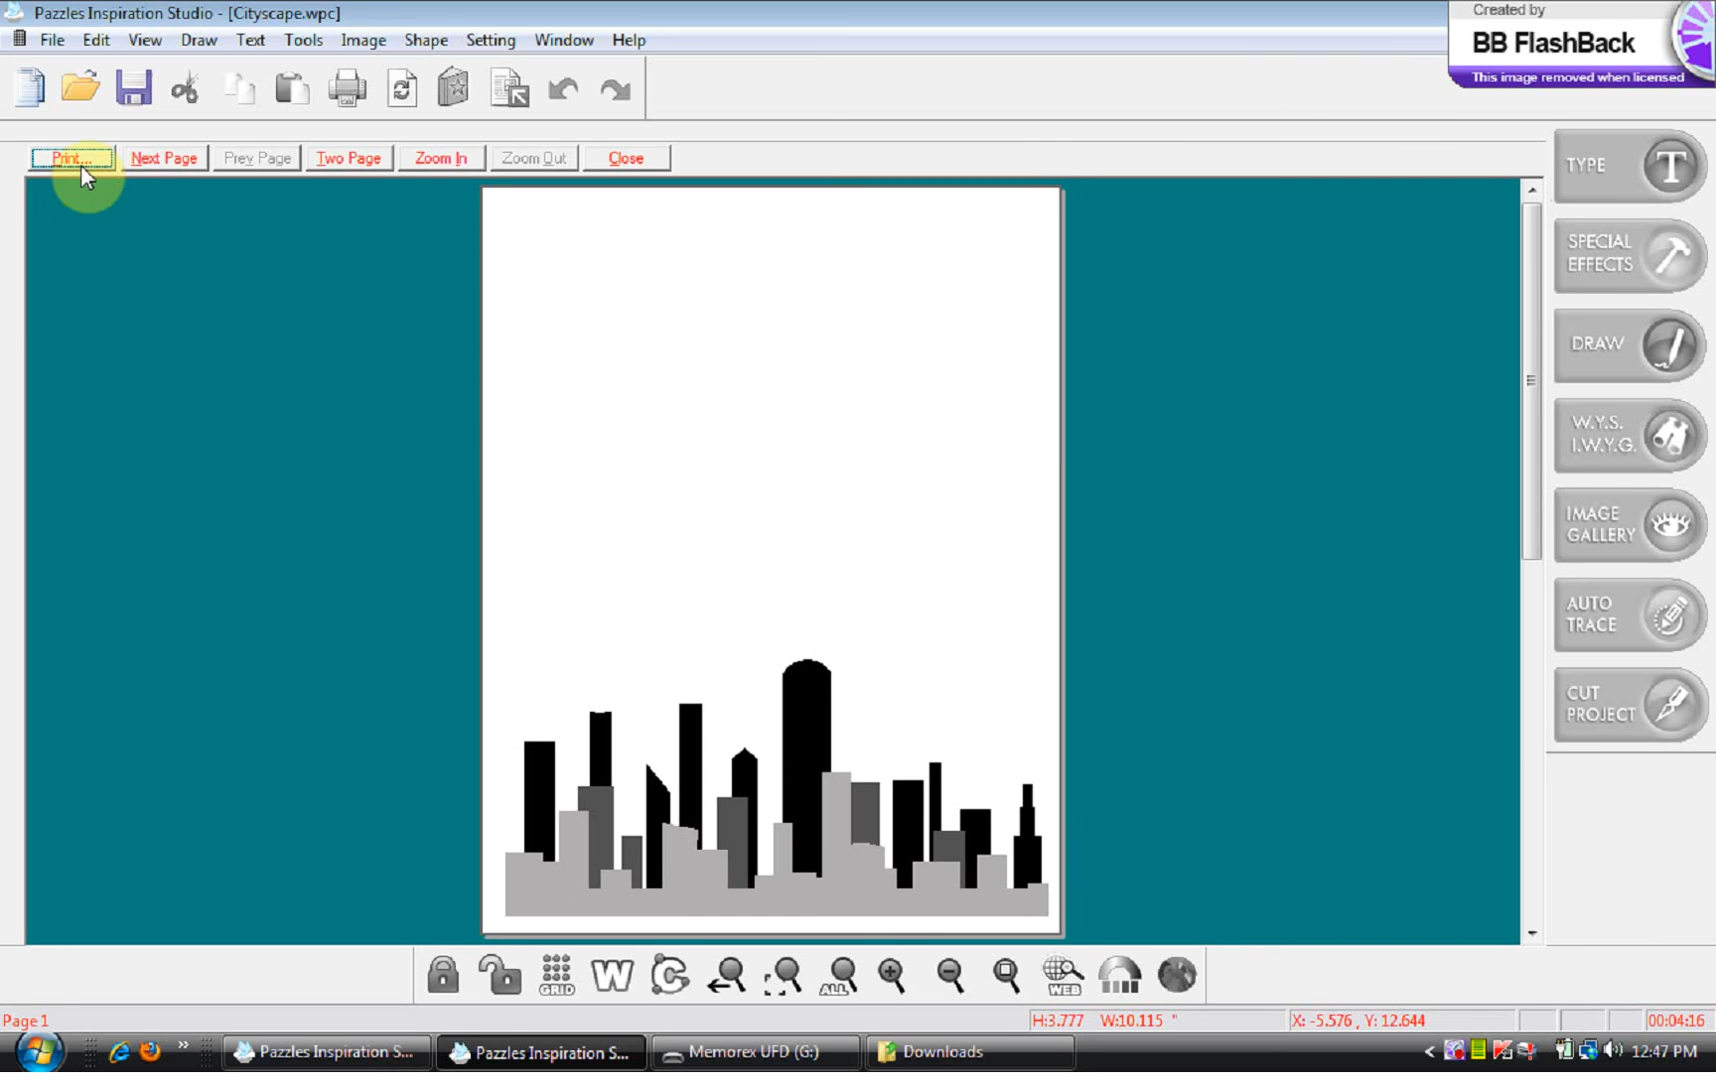 Pazzles Inspiration Studio - [Cityscape.wpc]
Created by
BB FlashBack
This image removed when licensed
File Edit View Draw Text Tools Image Shape Setting Window Help
Print... Next Page Prev Page Two Page Zoom In Zoom Out Close
TYPE T
SPECIAL
EFFECTS
DRAW
W.Y.S.
I.W.Y.G.
IMAGE
GALLERY
AUTO
TRACE
CUT
PROJECT
GRID W C ALL WEB
Page 1 H:3.777 W:10.115 " X: -5.576 , Y: 12.644 00:04:16
Pazzles Inspiration S... Pazzles Inspiration S... Memorex UFD (G:) Downloads 12:47 PM